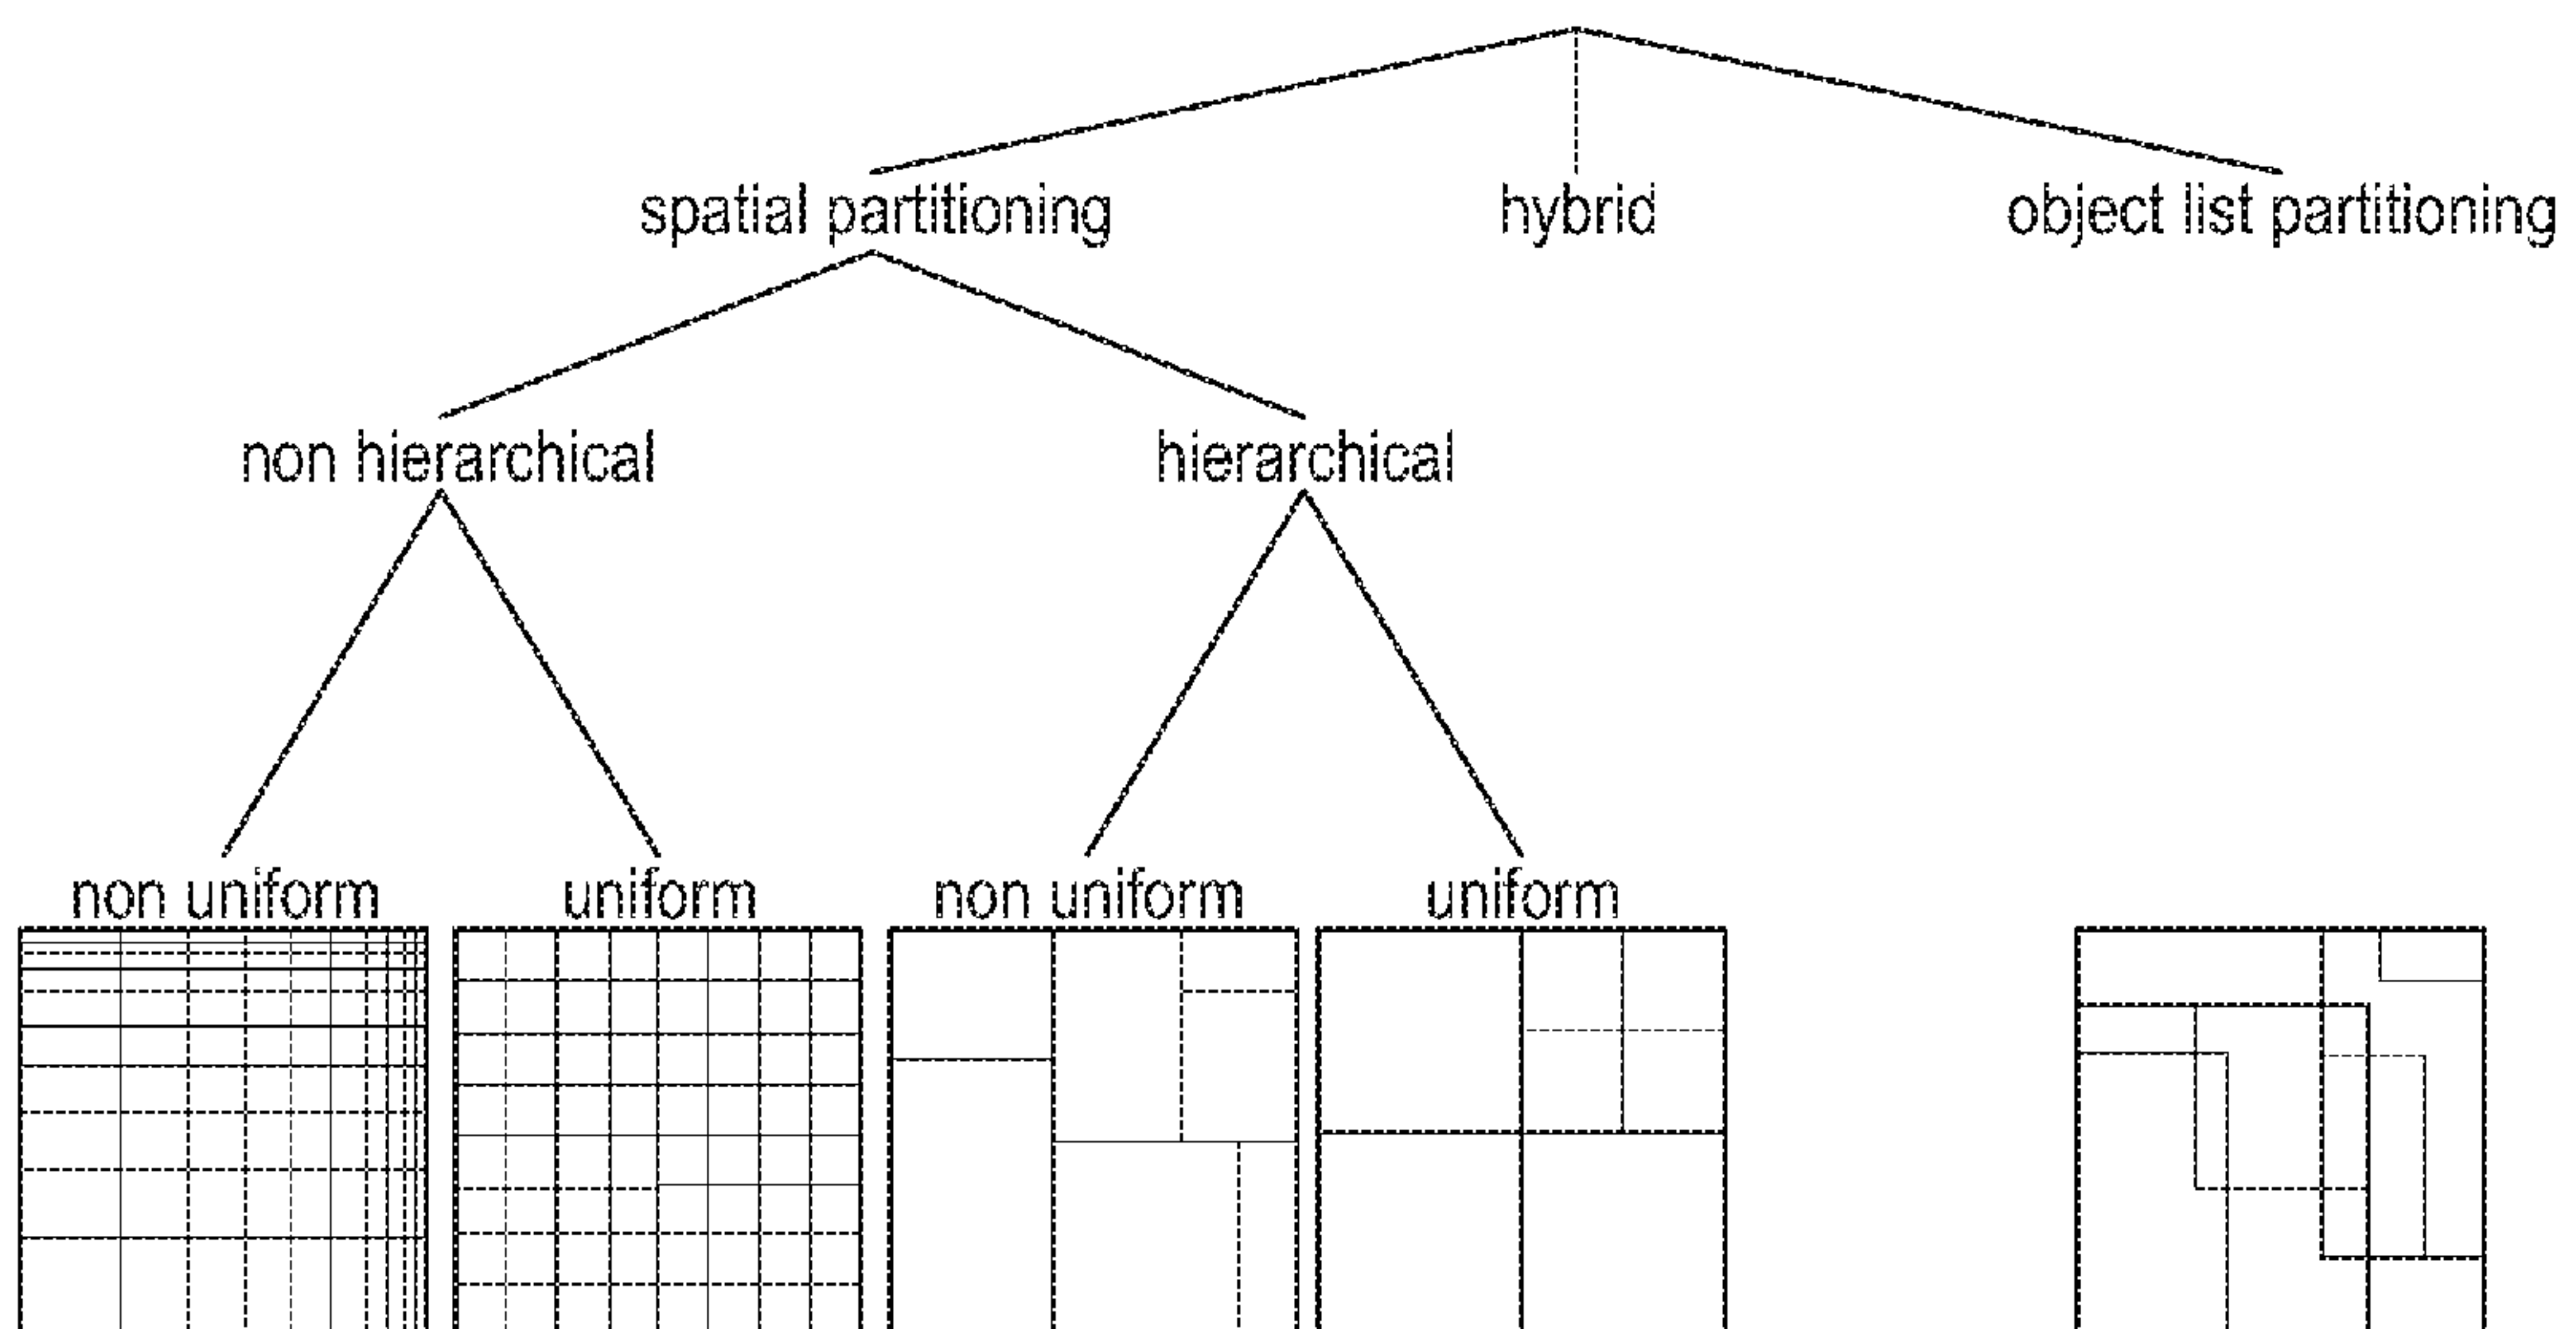 spatial partitioning hybrid object list partitioning
non hierarchical hierarchical
non uniform uniform non uniform uniform